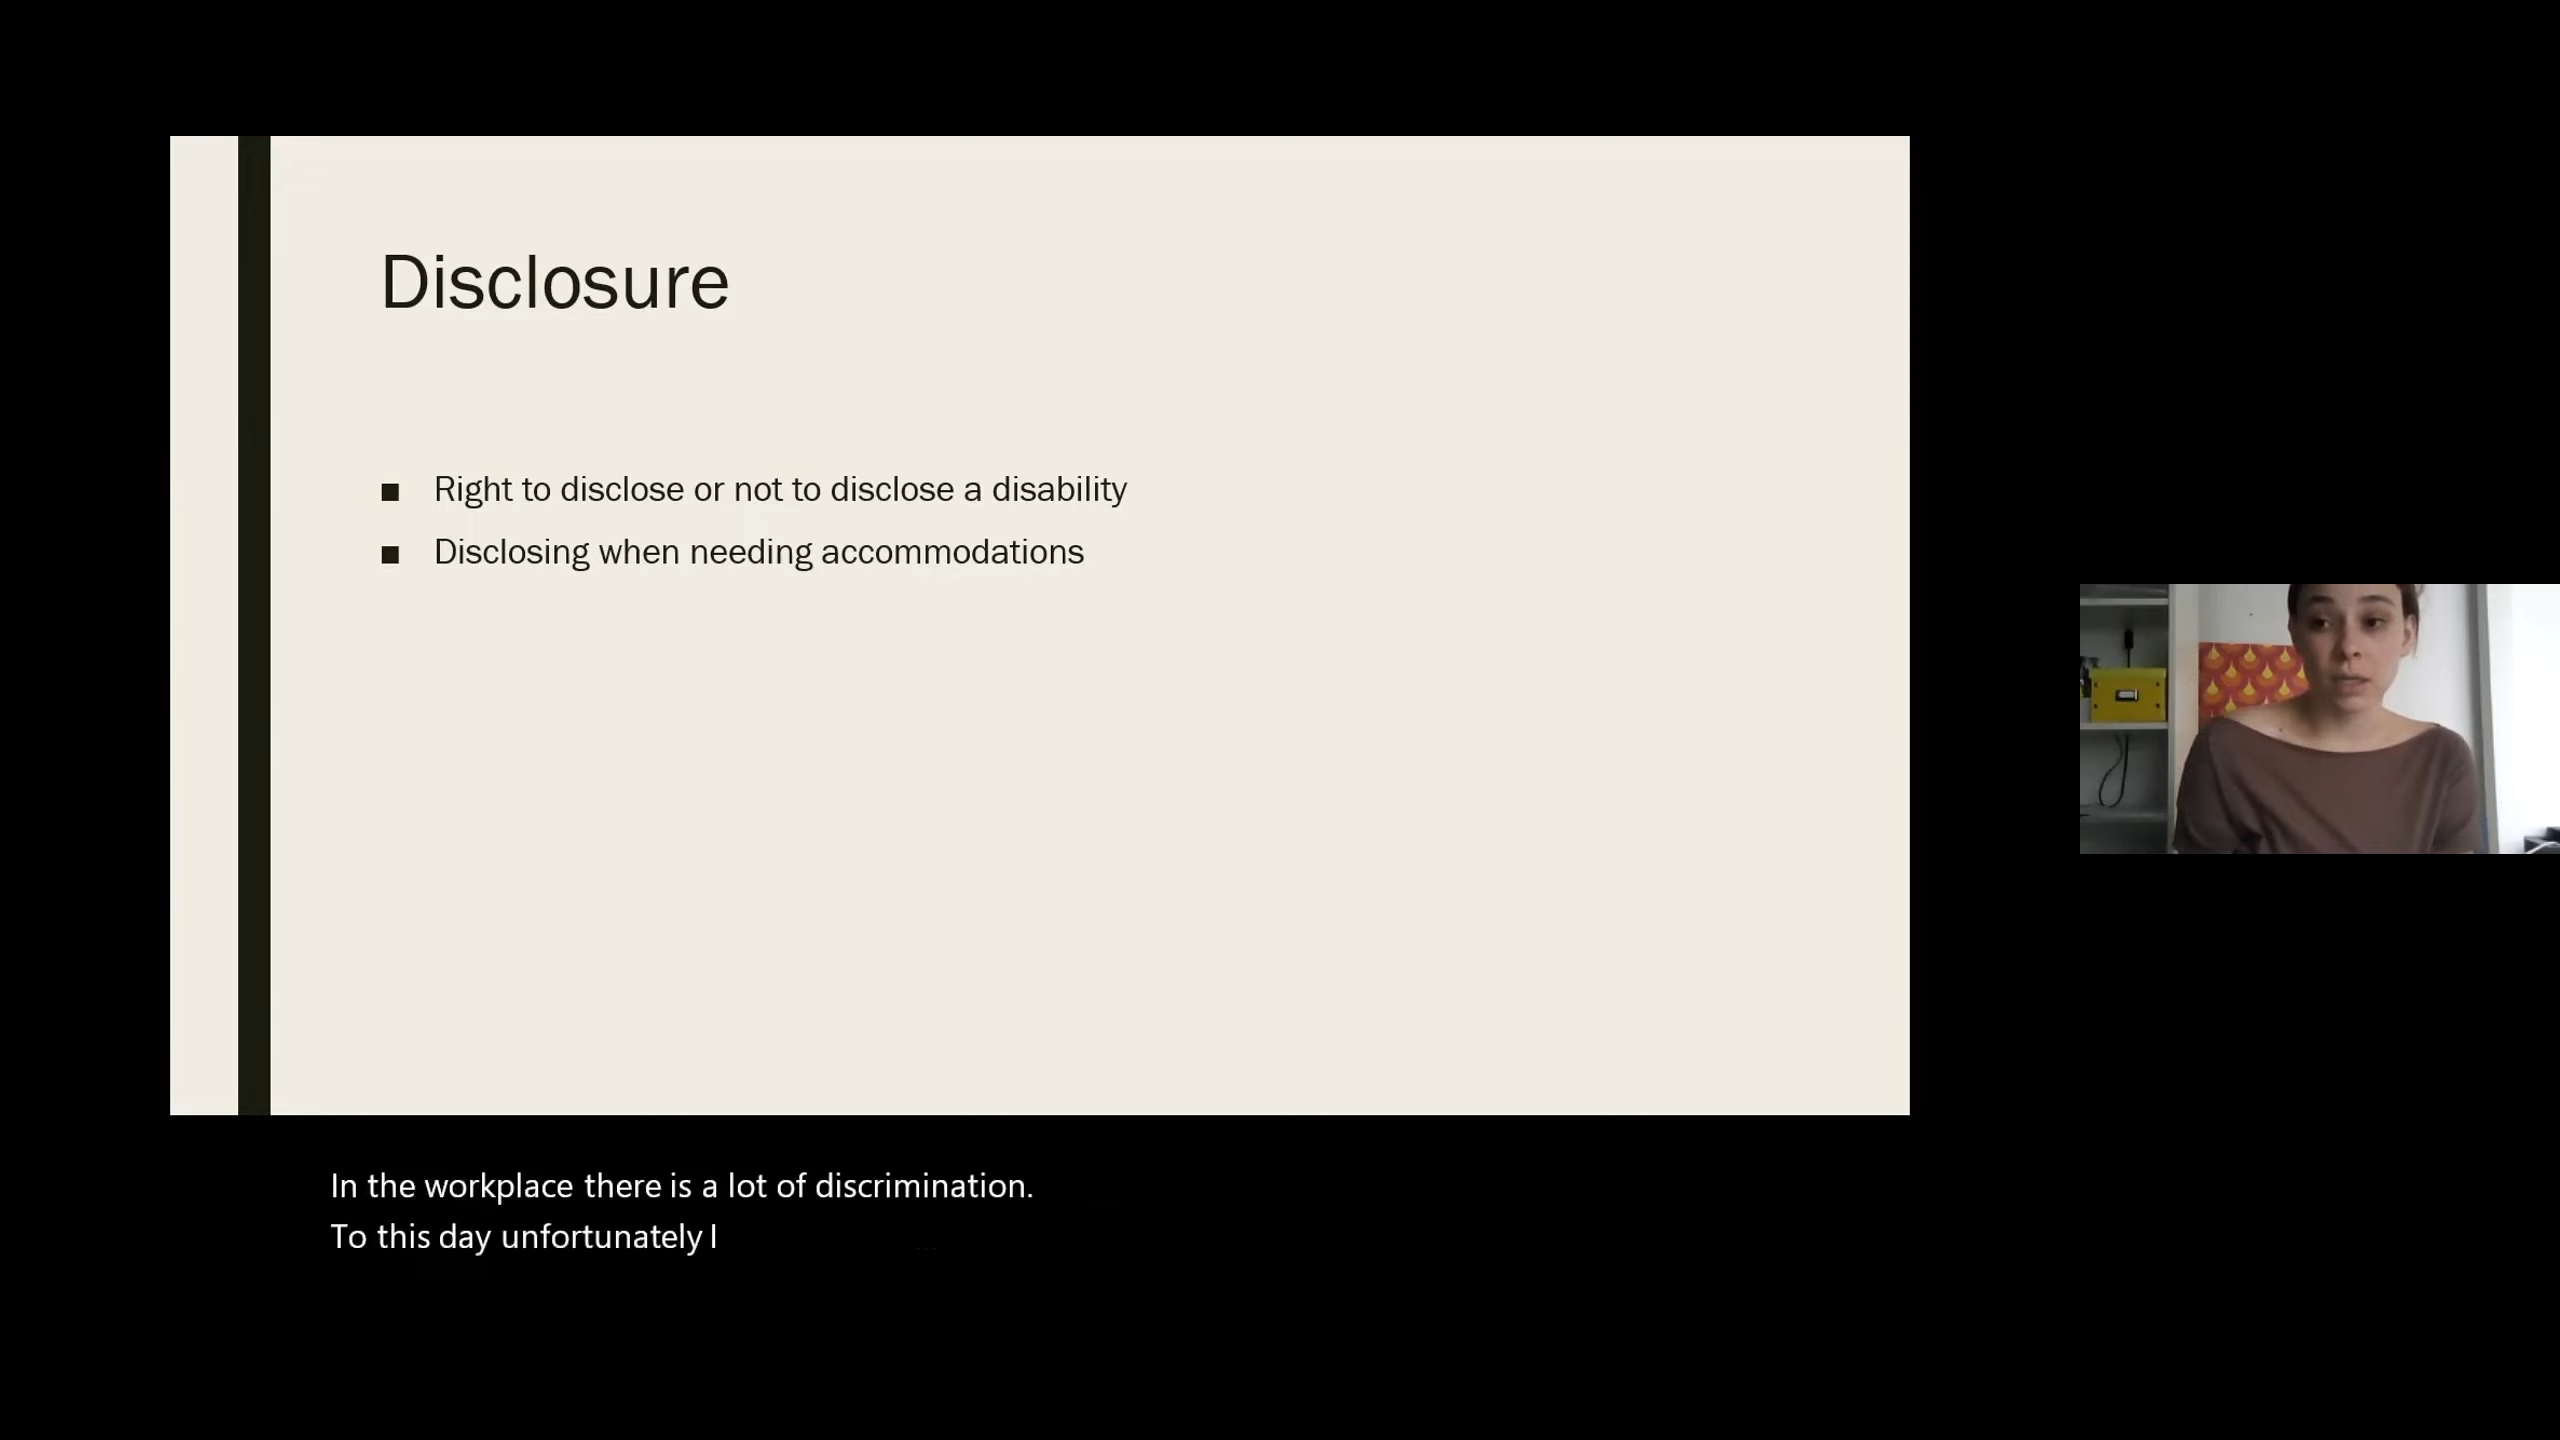 Disclosure
■ Right to disclose or not to disclose a disability
■ Disclosing when needing accommodations
In the workplace there is a lot of discrimination.
To this day unfortunately I